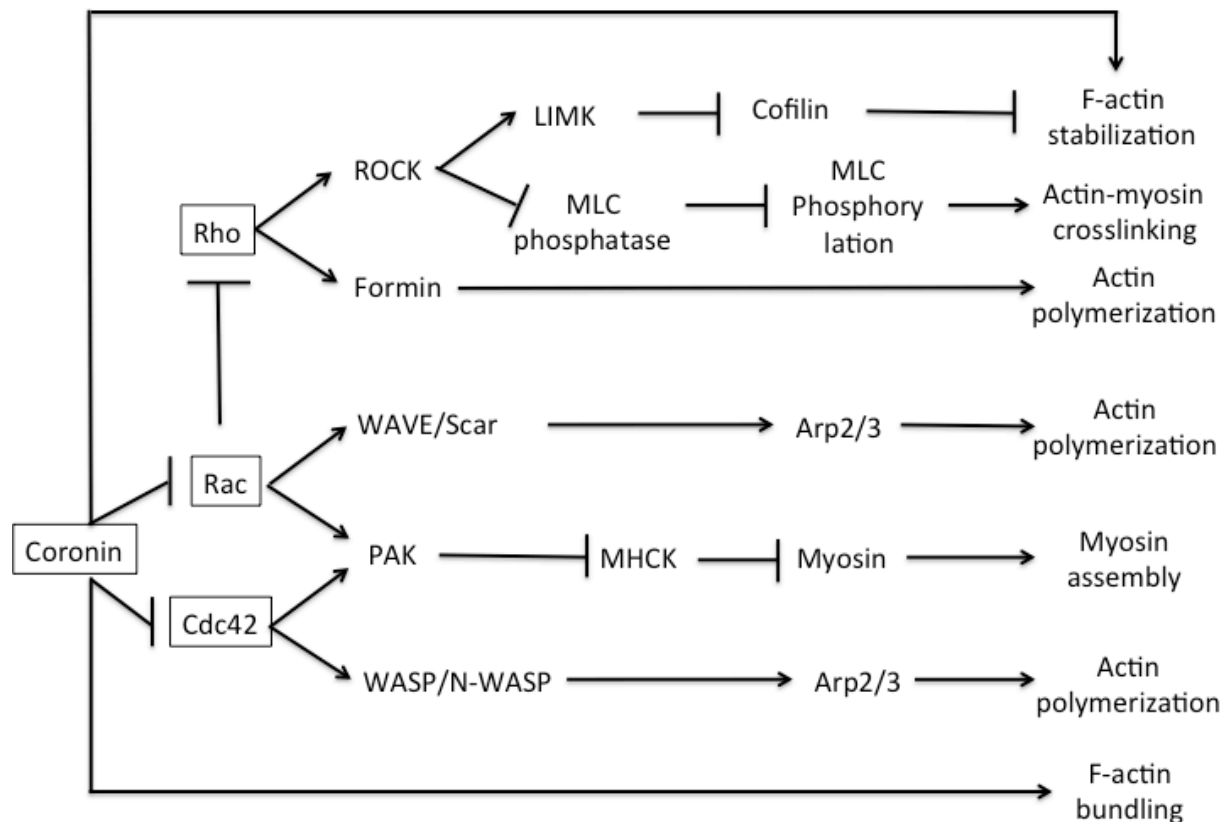 LIMK
Cofilin
F-actin
stabilization
ROCK
MLC
phosphatase
MLC
Phosphory
lation
Actin-myosin
crosslinking
Rho
Formin
Actin
polymerization
WAVE/Scar
Arp2/3
Actin
polymerization
Rac
Coronin
PAK
MHCK
Myosin
Myosin
assembly
Cdc42
WASP/N-WASP
Arp2/3
Actin
polymerization
F-actin
bundling